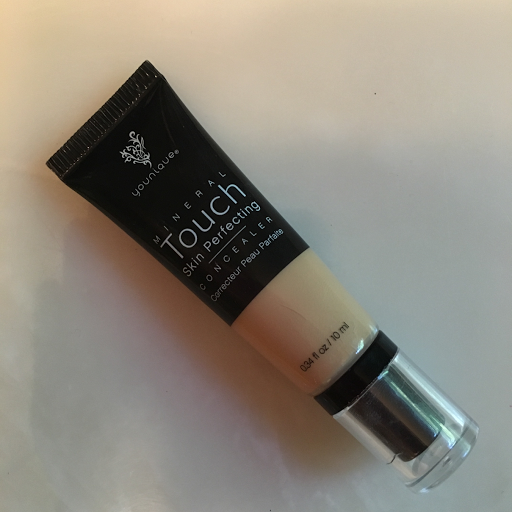 younique®
MINERAL
Touch
Skin Perfecting
CONCEALER
Correcteur Peau Parfaite
0.34 fl oz / 10 ml